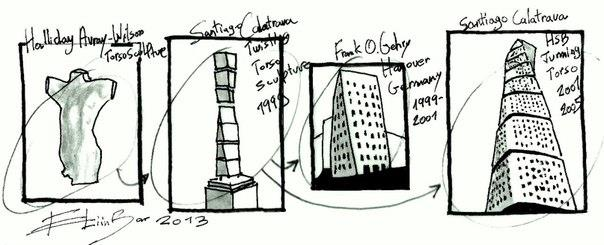 Halliday Avray-Wilson
Torso Sculpture
Santiago Calatrava
Twisting
Torso
Sculpture
1990
Frank O. Gehry
Hanover
Germany
1999-
2001
Santiago Calatrava
HSB
Turning
Torso
2001
2005
2013